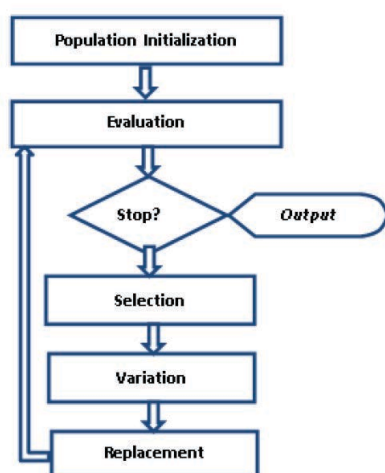 Population Initialization
Evaluation
Stop?
Output
Selection
Variation
Replacement